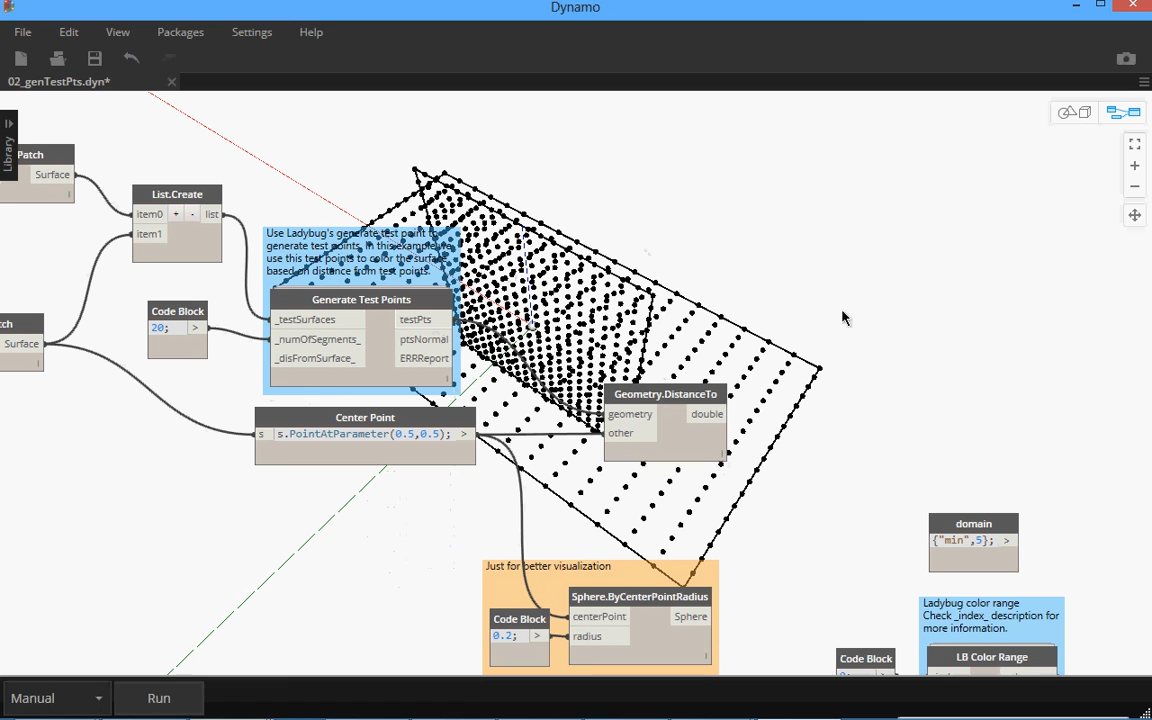 Dynamo
File Edit View Packages Settings Help
02_genTestPts.dyn*
Library
Patch
Surface
List.Create
item0 + - list
item1
Use Ladybug's generate test point to
generate test points. In this example we
use this test points to color the surface
based on distance from test points.
Generate Test Points
_testSurfaces testPts
_numOfSegments_ ptsNormal
_disFromSurface_ ERRReport
Code Block
20; >
tch
Surface
Center Point
s s.PointAtParameter(0.5,0.5); >
Geometry.DistanceTo
geometry double
other
domain
{"min",5}; >
Just for better visualization
Sphere.ByCenterPointRadius
centerPoint Sphere
radius
Code Block
0.2; >
Ladybug color range
Check _index_ description for
more information.
LB Color Range
Code Block
Manual Run